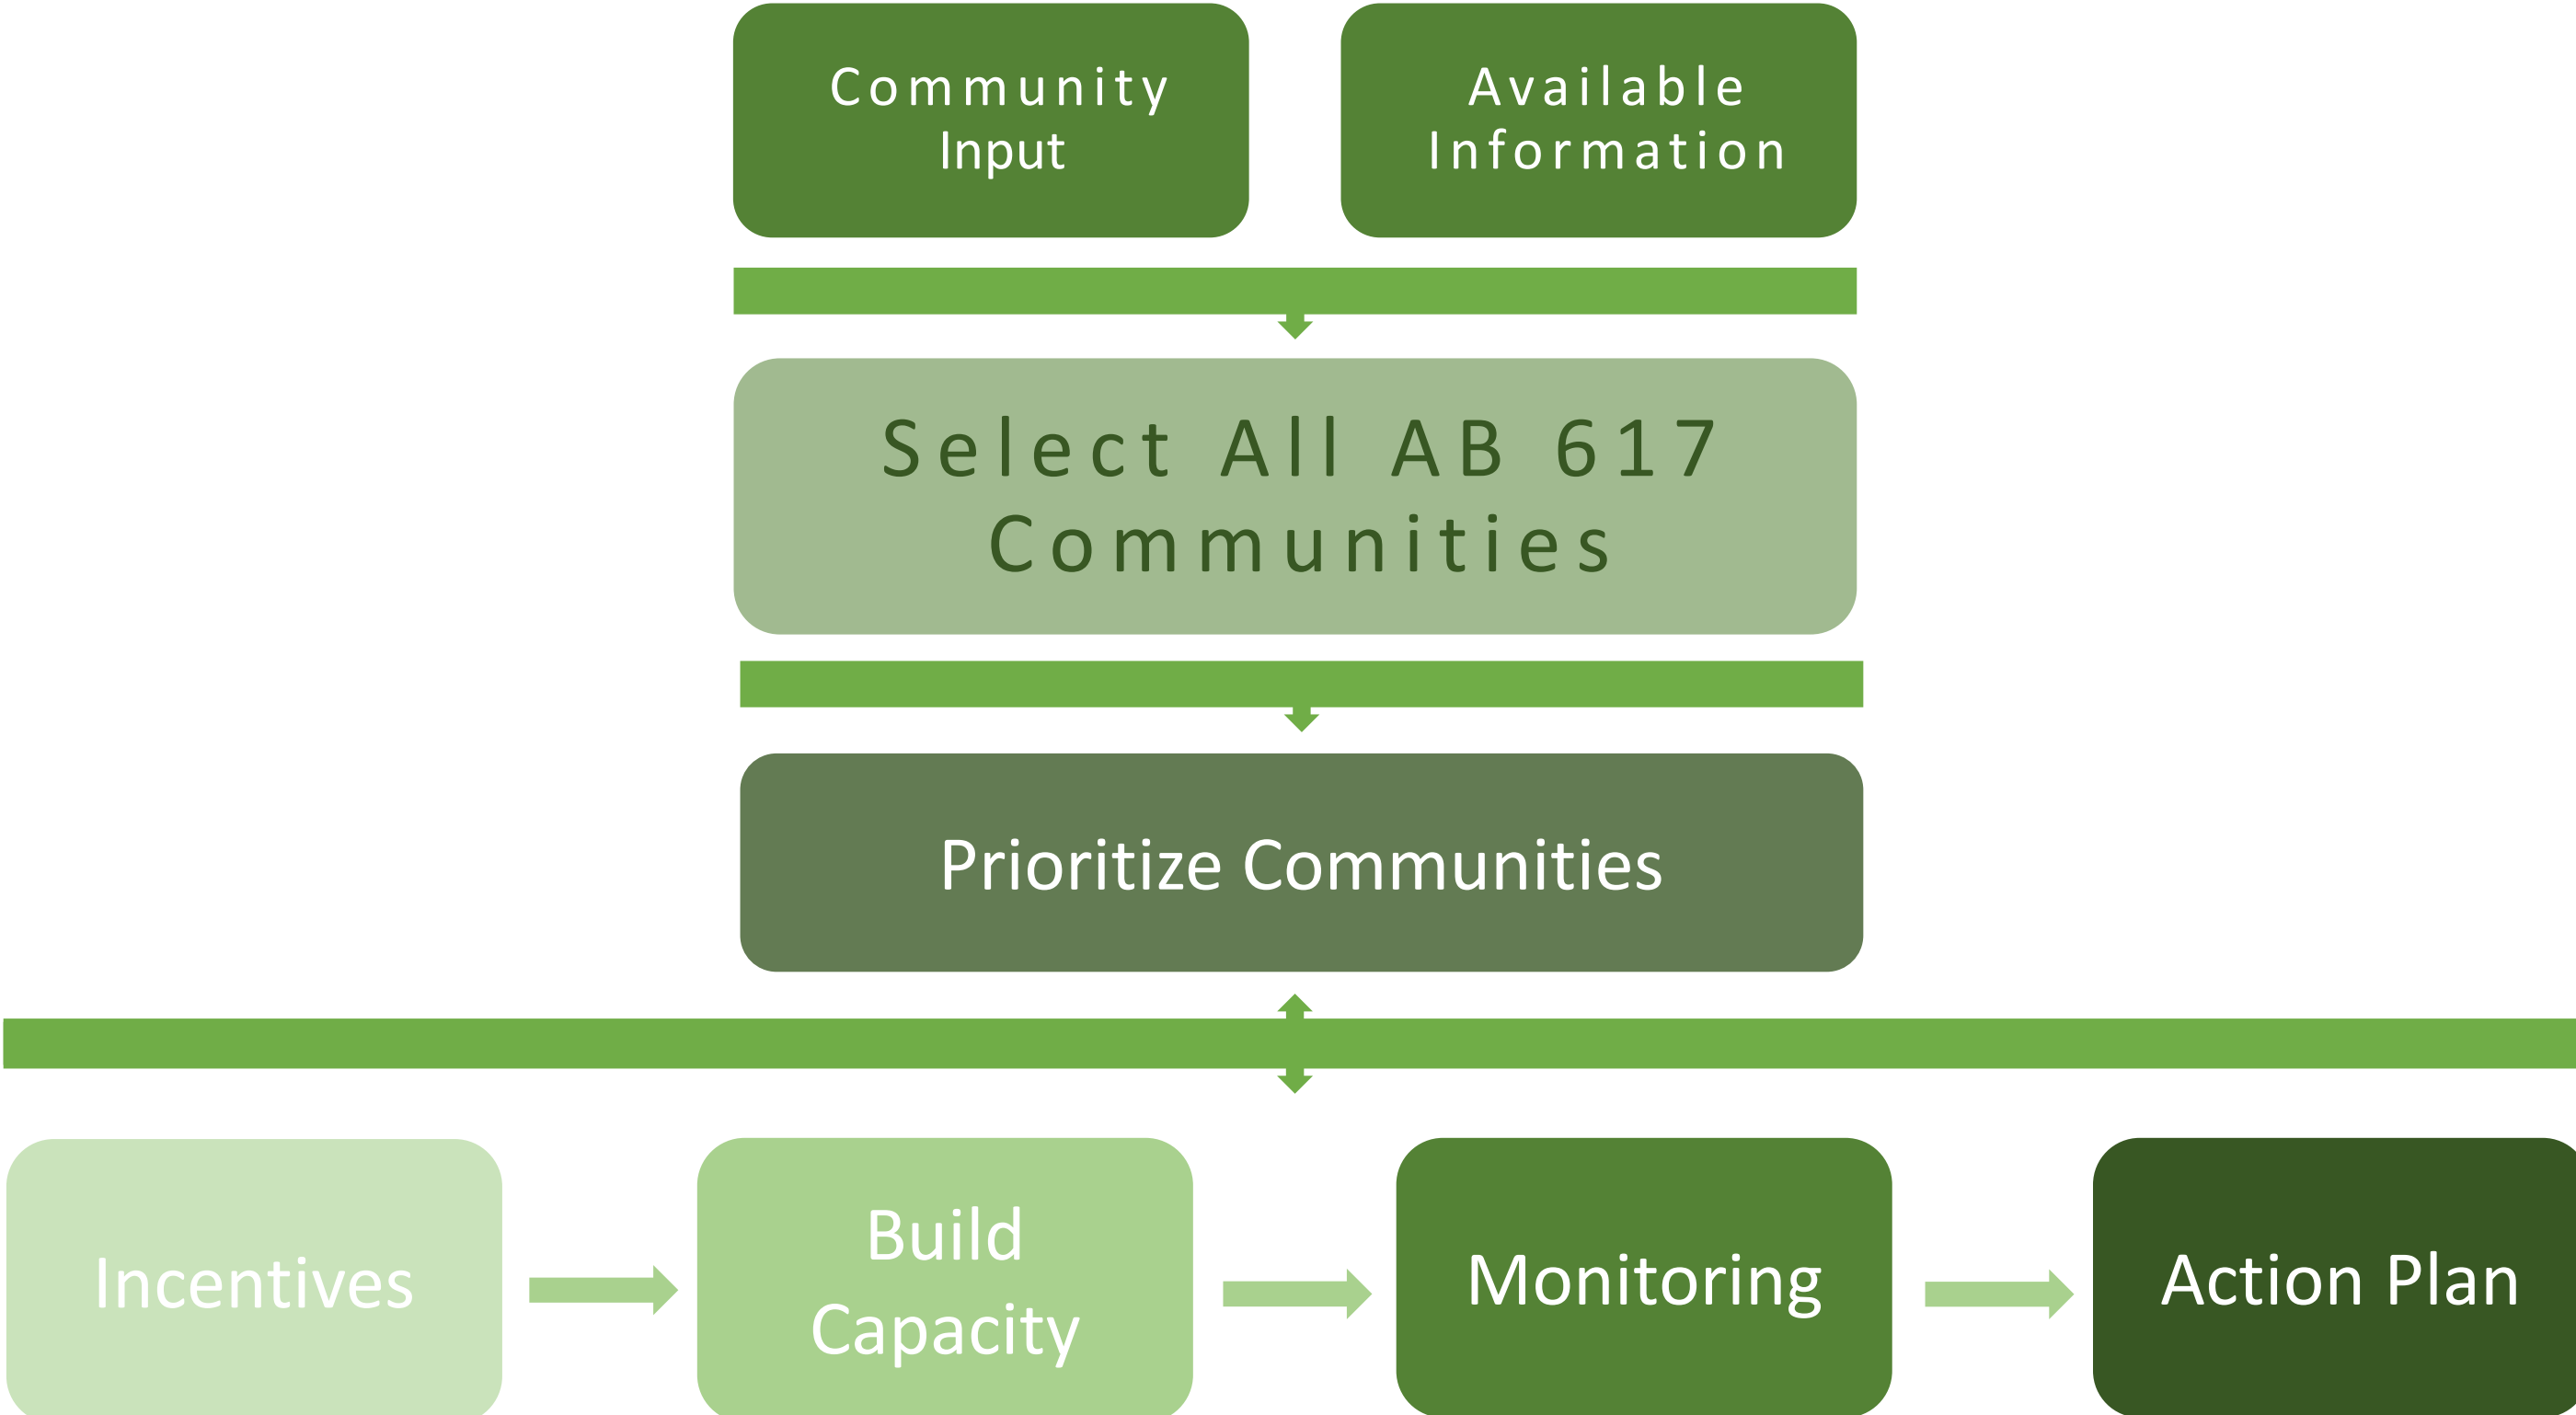 Community
Input
Available
Information
Select All AB 617
Communities
Prioritize Communities
Incentives
Build
Capacity
Monitoring
Action Plan